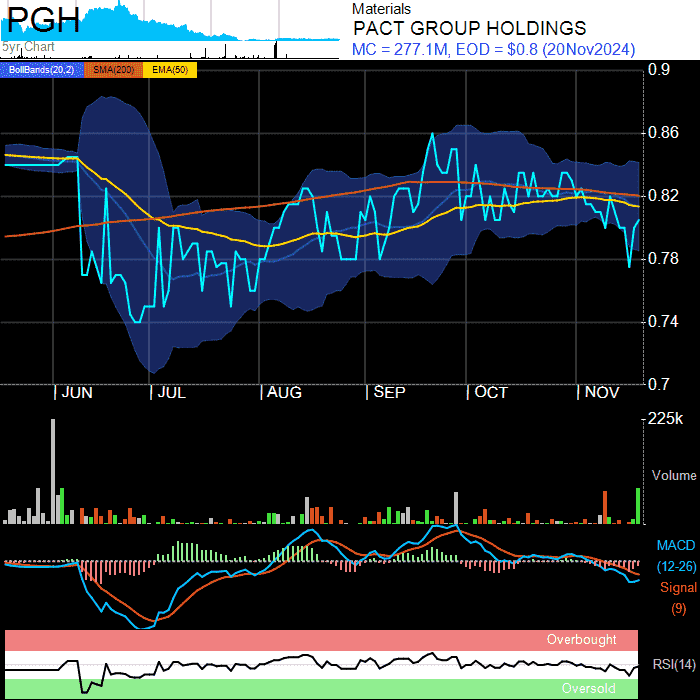 PGH
5yr Chart
Materials
PACT GROUP HOLDINGS
MC = 277.1M, EOD = $0.8 (20Nov2024)
BollBands(20,2) SMA(200) EMA(50)
0.9
0.86
0.82
0.78
0.74
0.7
JUN JUL AUG SEP OCT NOV
225k
Volume
MACD
(12-26)
Signal
(9)
Overbought
RSI(14)
Oversold